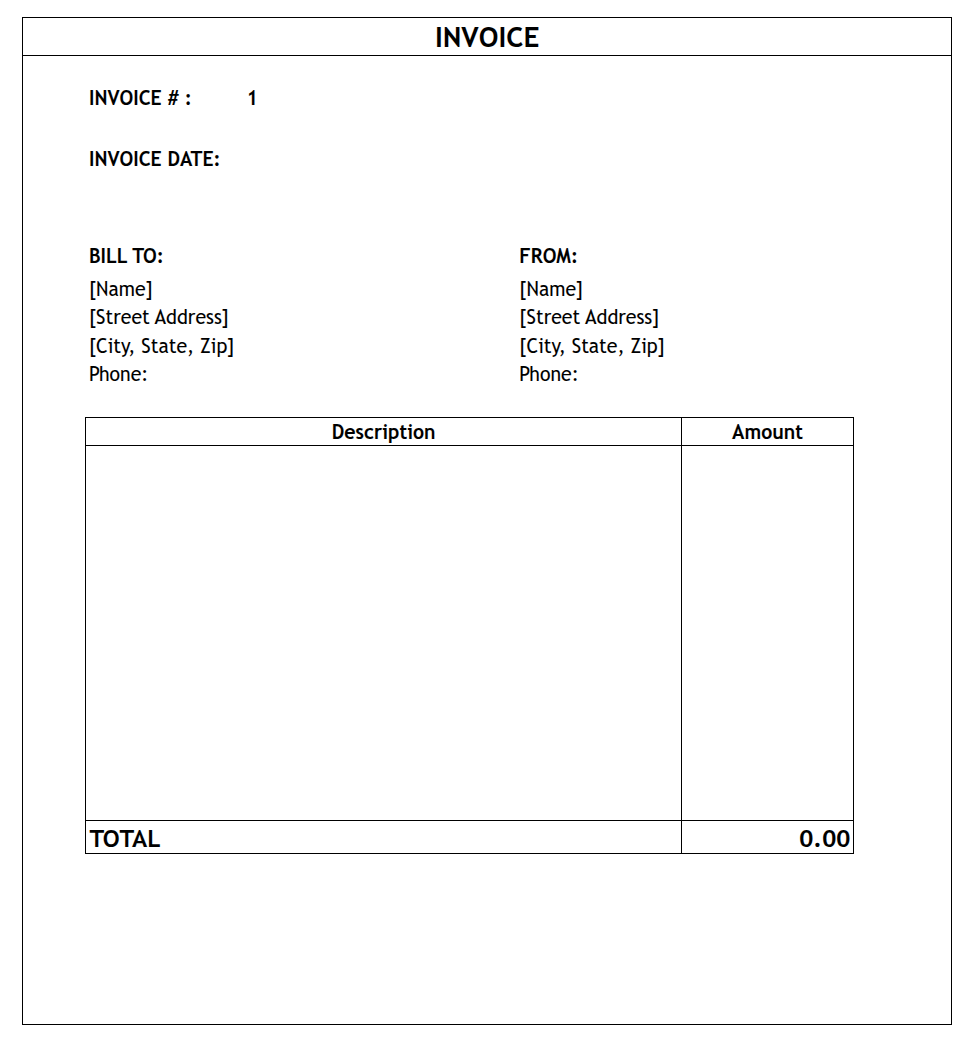 INVOICE
INVOICE # : 1
INVOICE DATE:
BILL TO:
[Name]
[Street Address]
[City, State, Zip]
Phone:
FROM:
[Name]
[Street Address]
[City, State, Zip]
Phone:
Description Amount
TOTAL 0.00